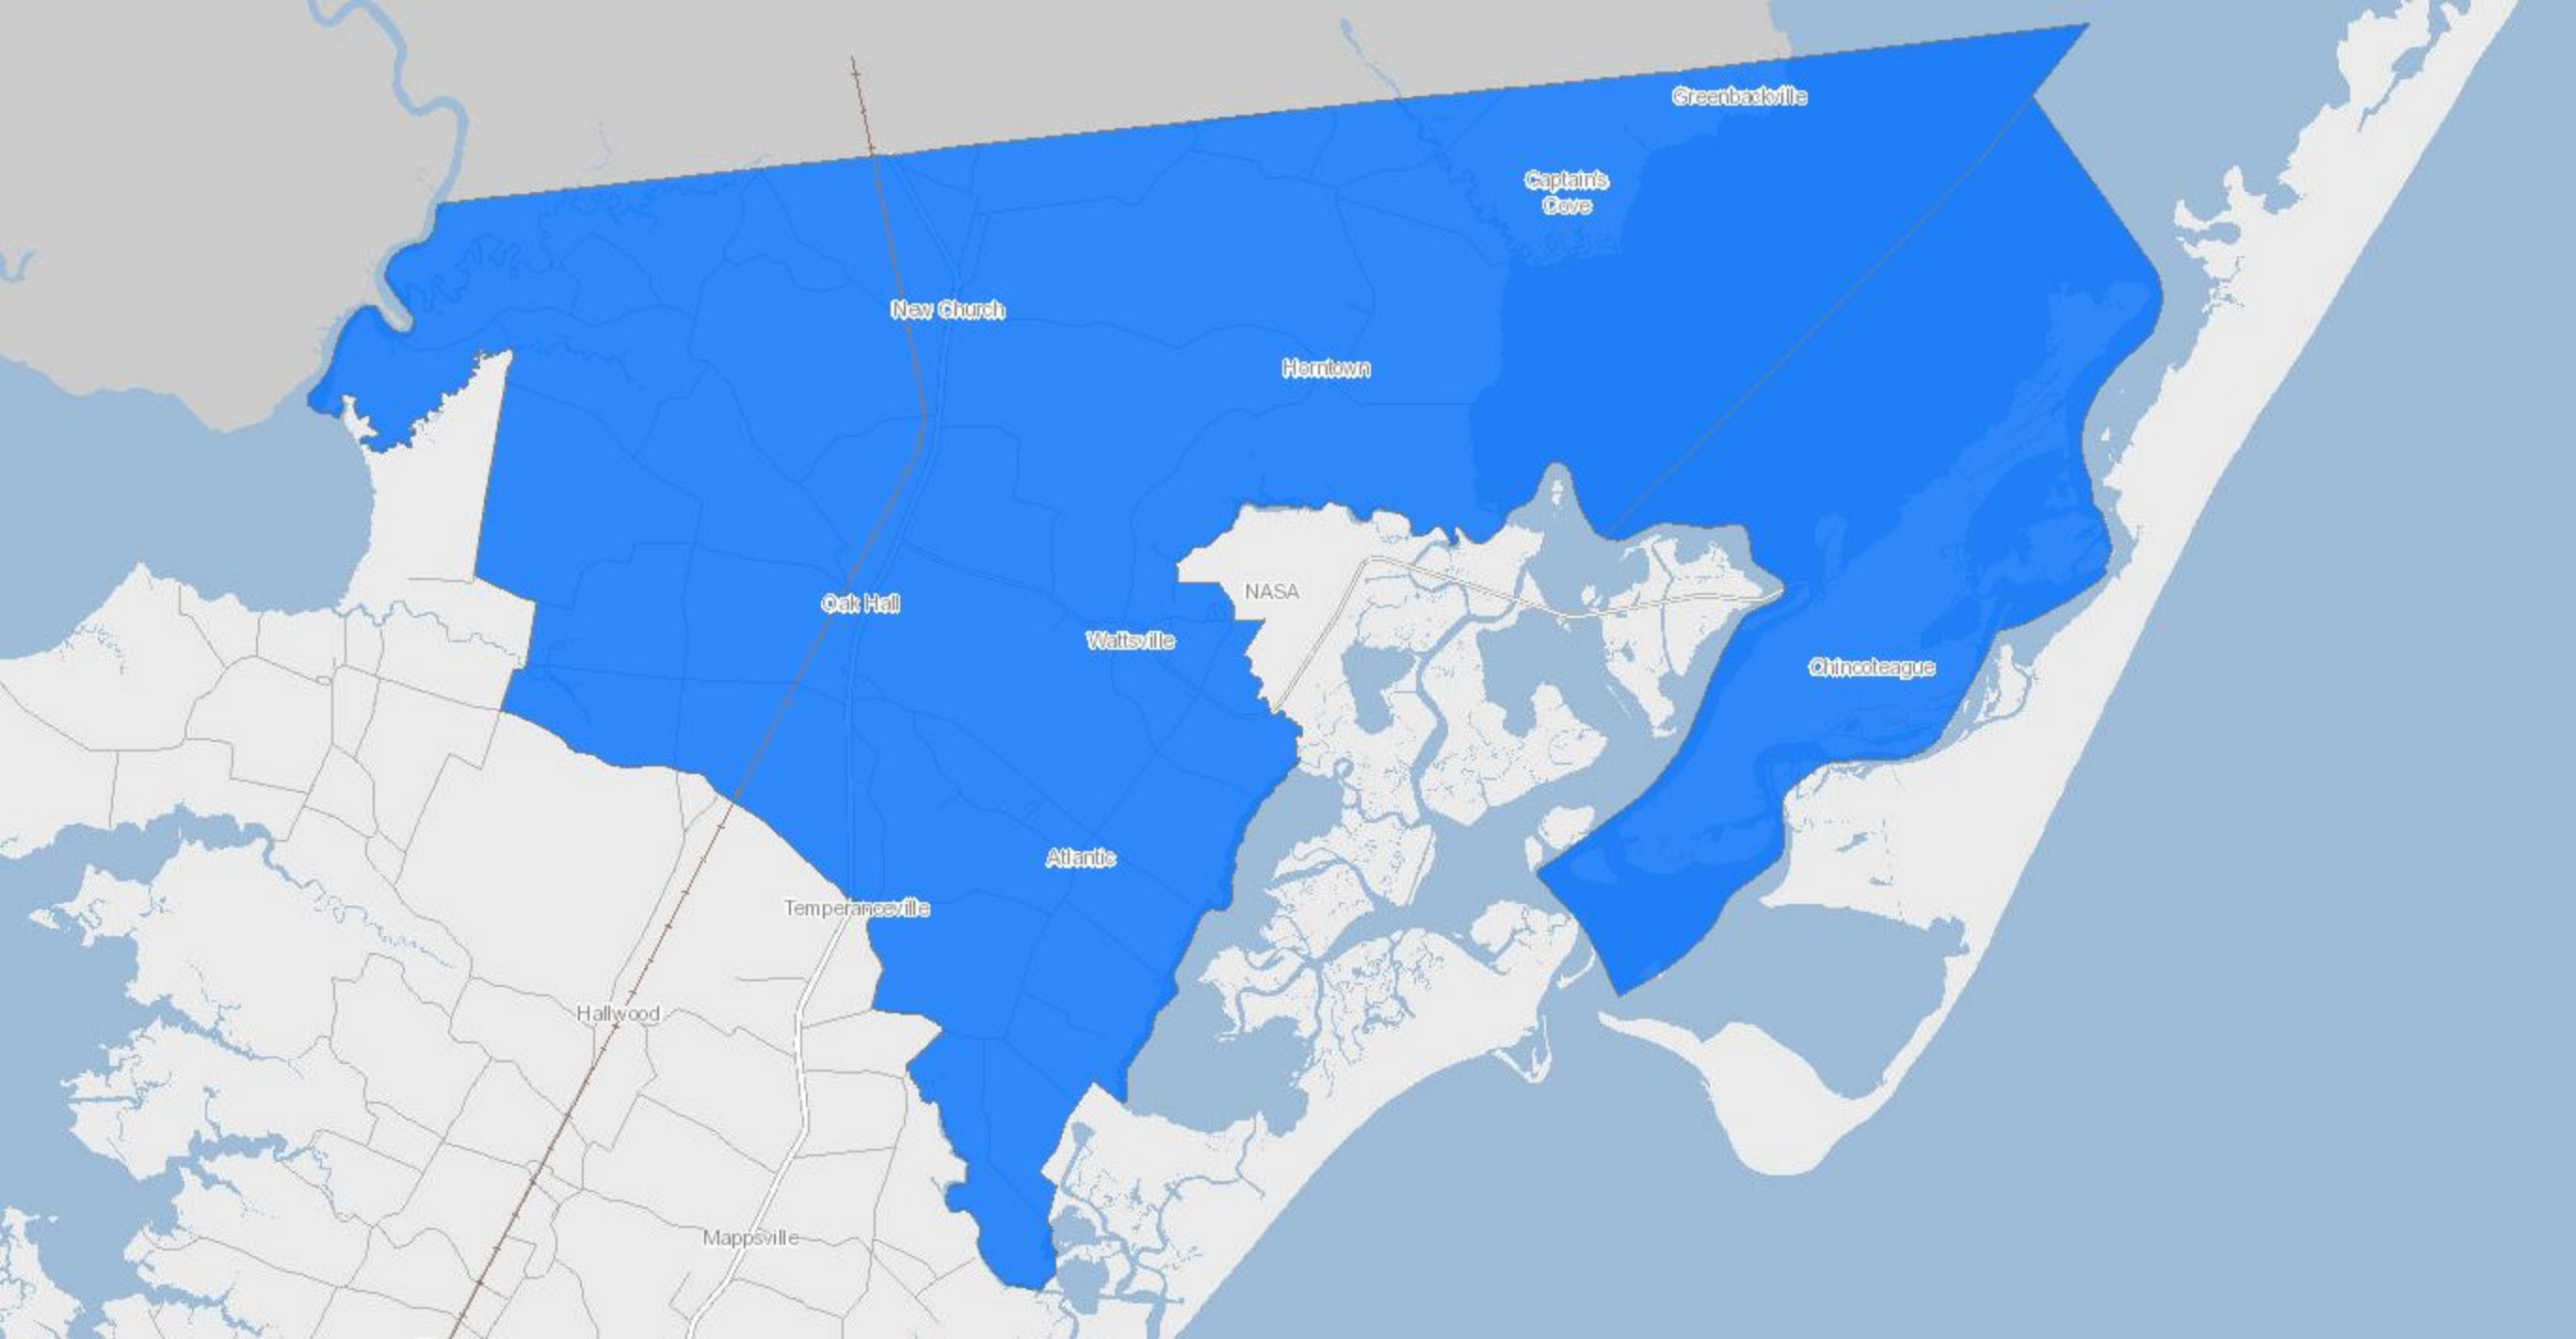 Greenbackville
Captain's
Cove
New Church
Horntown
NASA
Oak Hall
Wattsville
Chincoteague
Atlantic
Temperanceville
Hallwood
Mappsville